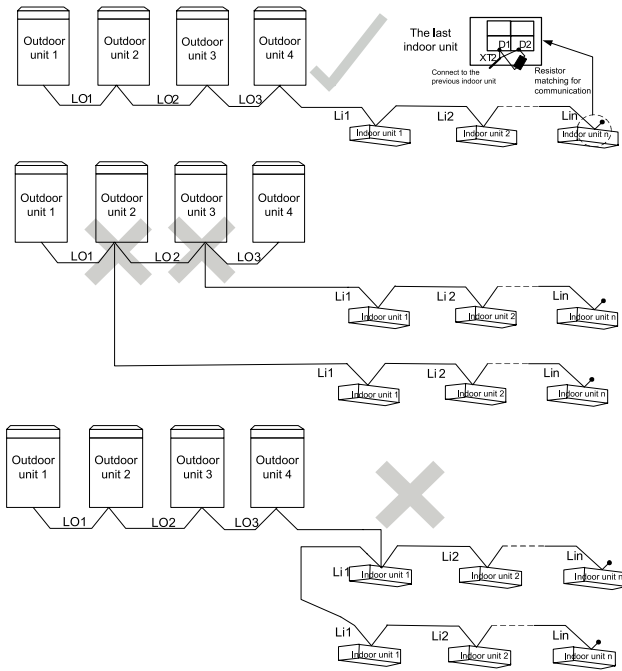 Outdoor
unit 1
Outdoor
unit 2
Outdoor
unit 3
Outdoor
unit 4
LO1
LO2
LO3
The last
indoor unit
D1 D2
XT2
Connect to the
previous indoor unit
Resistor
matching for
communication
Li1
Li2
Lin
Indoor unit 1
Indoor unit 2
Indoor unit n
Outdoor
unit 1
Outdoor
unit 2
Outdoor
unit 3
Outdoor
unit 4
LO1
LO2
LO3
Li1
Li2
Lin
Indoor unit 1
Indoor unit 2
Indoor unit n
Li1
Li2
Lin
Indoor unit 1
Indoor unit 2
Indoor unit n
Outdoor
unit 1
Outdoor
unit 2
Outdoor
unit 3
Outdoor
unit 4
LO1
LO2
LO3
Li1
Li2
Lin
Indoor unit 1
Indoor unit 2
Indoor unit n
Li1
Li2
Lin
Indoor unit 1
Indoor unit 2
Indoor unit n